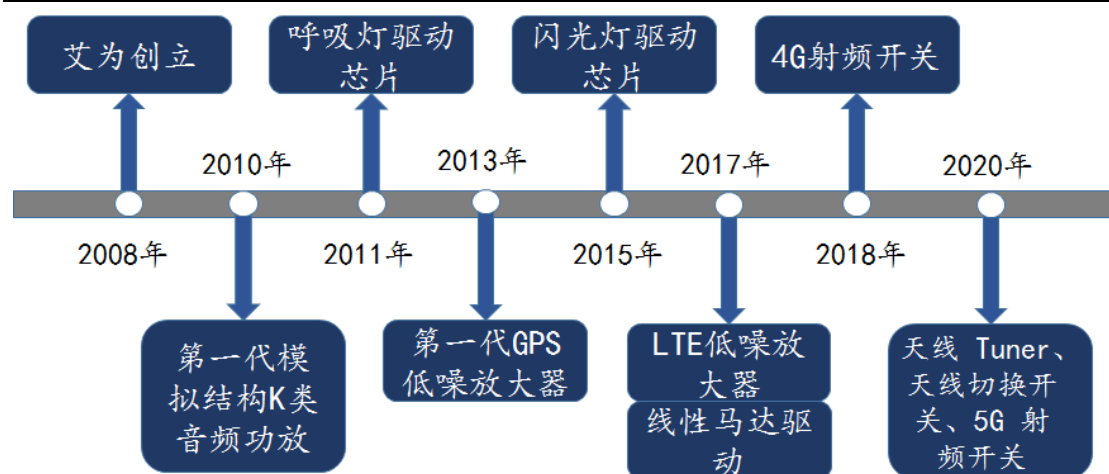 艾为创立
呼吸灯驱动
芯片
闪光灯驱动
芯片
4G射频开关
2010年
2013年
2017年
2020年
2008年
2011年
2015年
2018年
第一代模
拟结构K类
音频功放
第一代GPS
低噪放大器
LTE低噪放
大器
线性马达驱
动
天线 Tuner、
天线切换开
关、5G 射
频开关